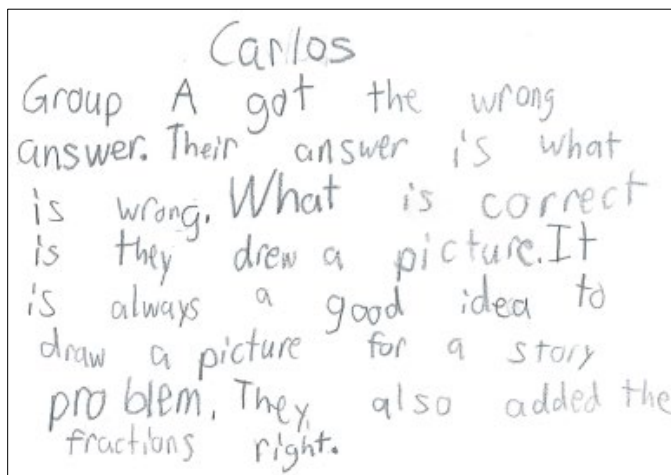 Carlos
Group A got the wrong
answer. Their answer is what
is wrong. What is correct
is they drew a picture. It
is always a good idea to
draw a picture for a story
problem. They also added the
fractions right.